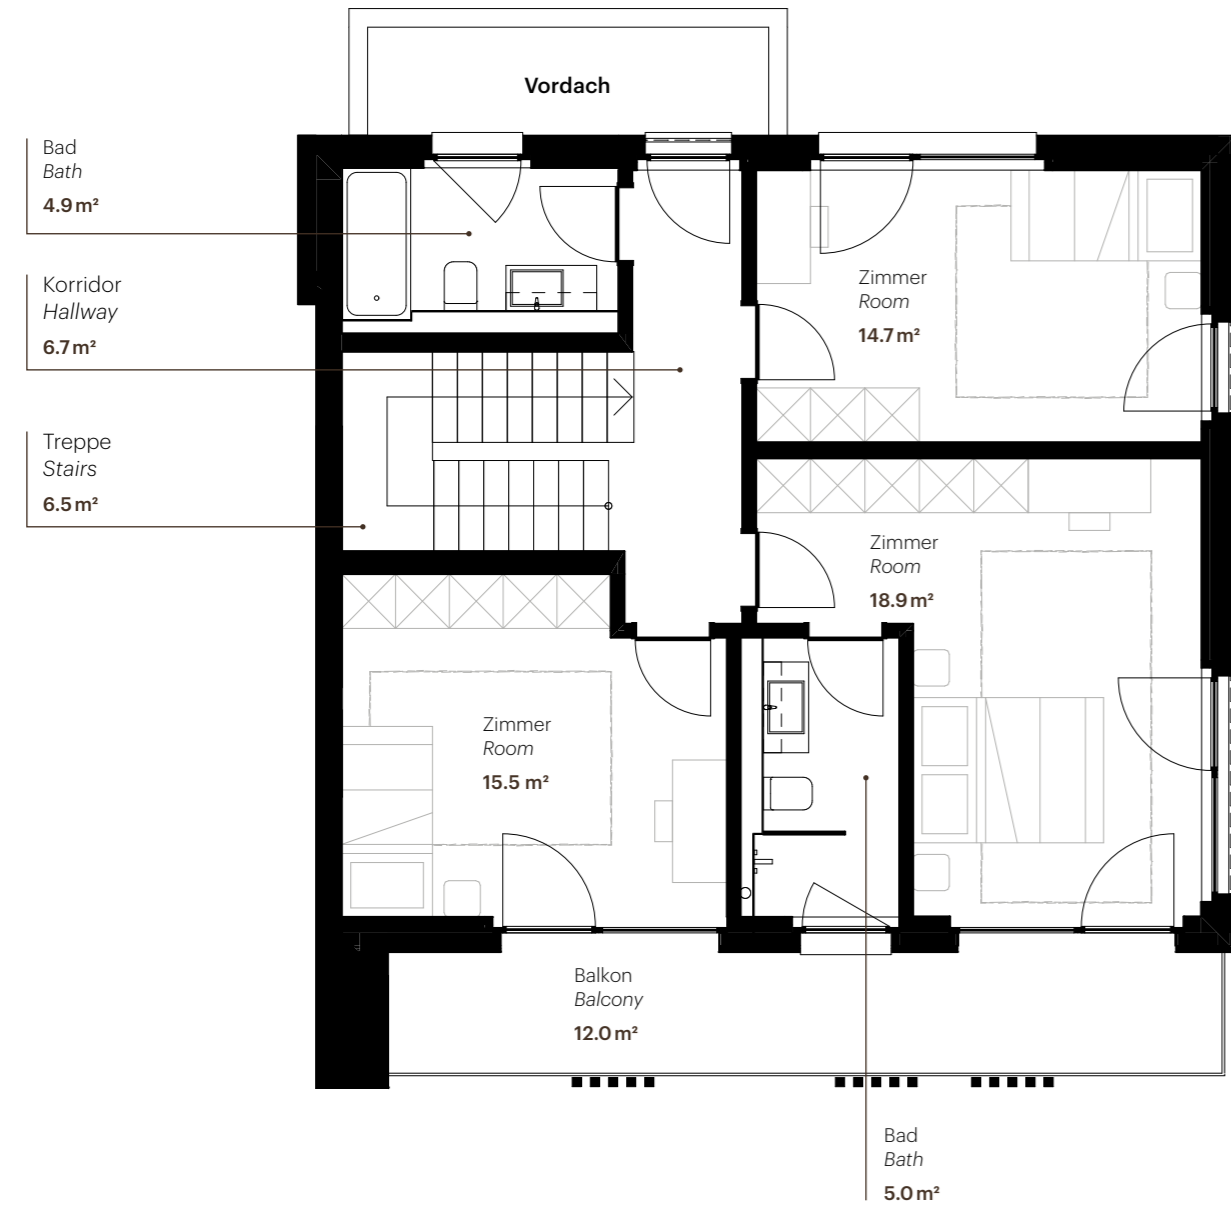 Vordach
Bad
Bath
4.9 m²
Korridor
Hallway
6.7 m²
Treppe
Stairs
6.5 m²
Zimmer
Room
14.7 m²
Zimmer
Room
18.9 m²
Zimmer
Room
15.5 m²
Balkon
Balcony
12.0 m²
Bad
Bath
5.0 m²